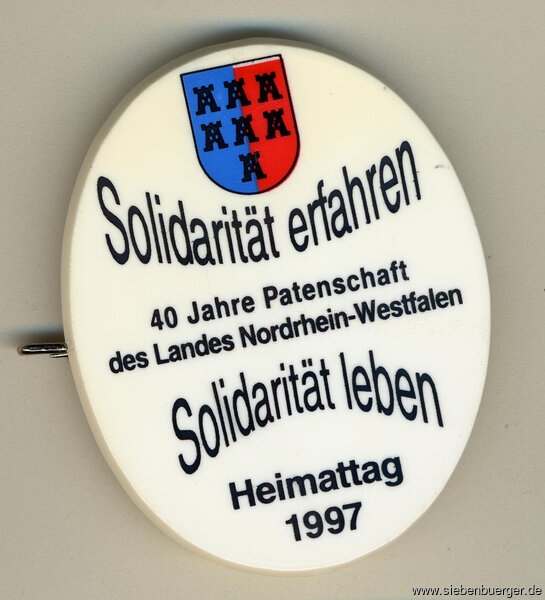 Solidarität erfahren
40 Jahre Patenschaft
des Landes Nordrhein-Westfalen
Solidarität leben
Heimattag
1997
www.siebenbuerger.de